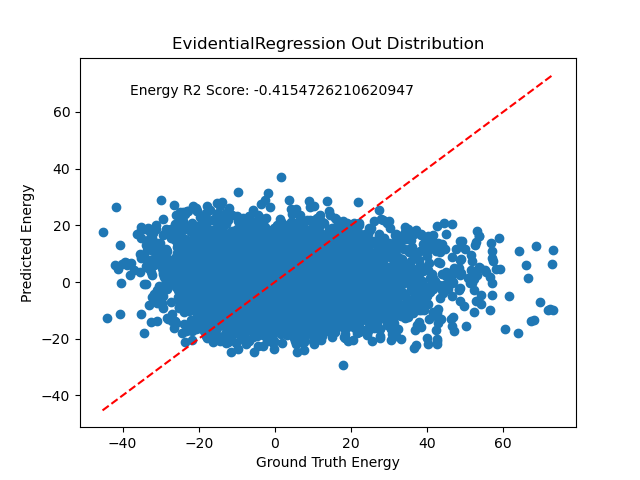 EvidentialRegression Out Distribution
Energy R2 Score: -0.4154726210620947
60
40
20
0
−20
−40
Predicted Energy
−40 −20 0 20 40 60
Ground Truth Energy